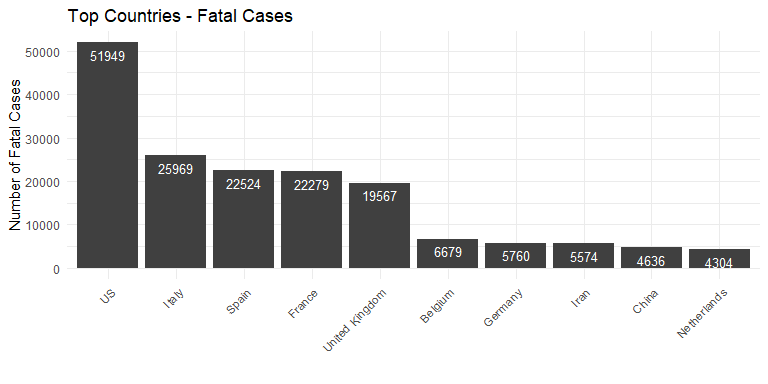 Top Countries - Fatal Cases
Number of Fatal Cases
50000
40000
30000
20000
10000
0
51949
25969
22524
22279
19567
6679
5760
5574
4636
4304
US
Italy
Spain
France
United Kingdom
Belgium
Germany
Iran
China
Netherlands